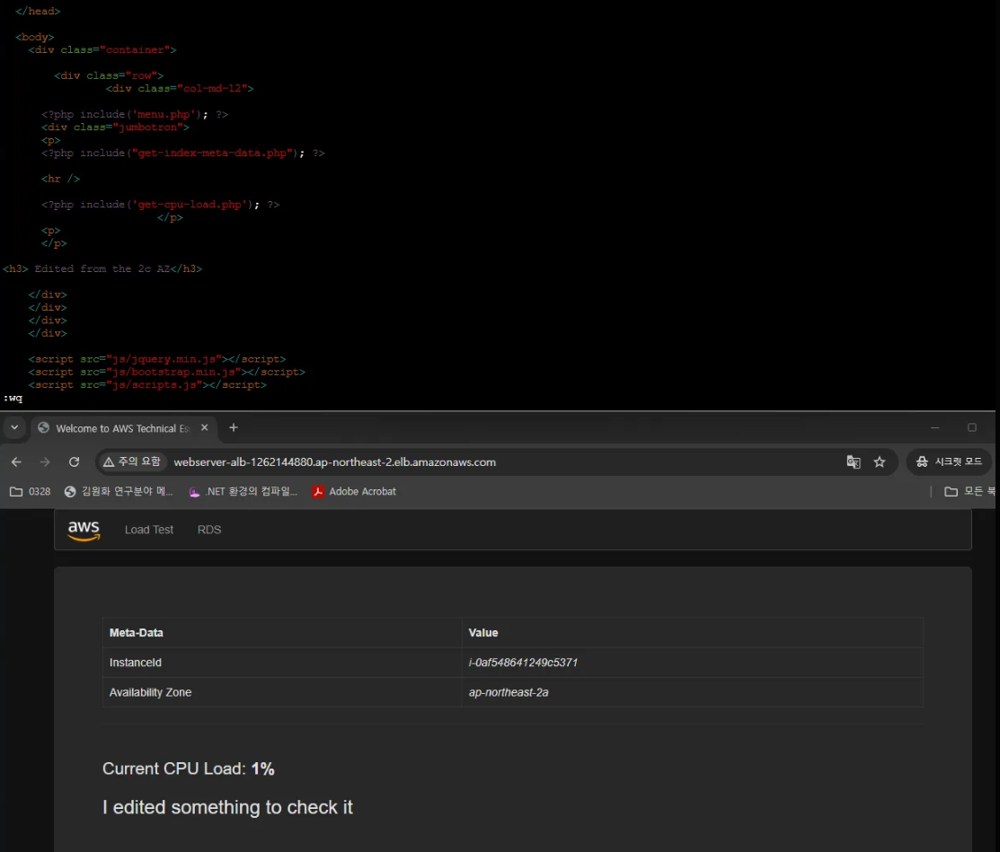 </head>
<body>
<div class="container">
<div class="row">
<div class="col-md-12">
<?php include('menu.php'); ?>
<div class="jumbotron">
<p>
<?php include("get-index-meta-data.php"); ?>
<hr />
<?php include('get-cpu-load.php'); ?>
</p>
<p>
</p>
<h3> Edited from the 2c AZ</h3>
</div>
</div>
</div>
</div>
<script src="js/jquery.min.js"></script>
<script src="js/bootstrap.min.js"></script>
<script src="js/scripts.js"></script>
:wq
Welcome to AWS Technical Es
주의 요함 webserver-alb-1262144880.ap-northeast-2.elb.amazonaws.com 시크릿 모드
0328 김원화 연구분야 메... .NET 환경의 컴파일... Adobe Acrobat 모든 북
aws Load Test RDS
Meta-Data Value
InstanceId i-0af548641249c5371
Availability Zone ap-northeast-2a
Current CPU Load: 1%
I edited something to check it